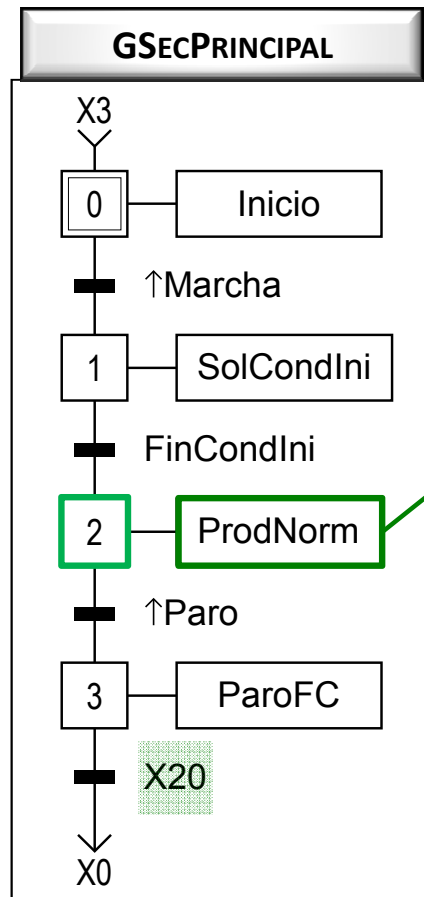 GSECPRINCIPAL
X3
0 Inicio
↑Marcha
1 SolCondIni
FinCondIni
2 ProdNorm
↑Paro
3 ParoFC
X20
X0